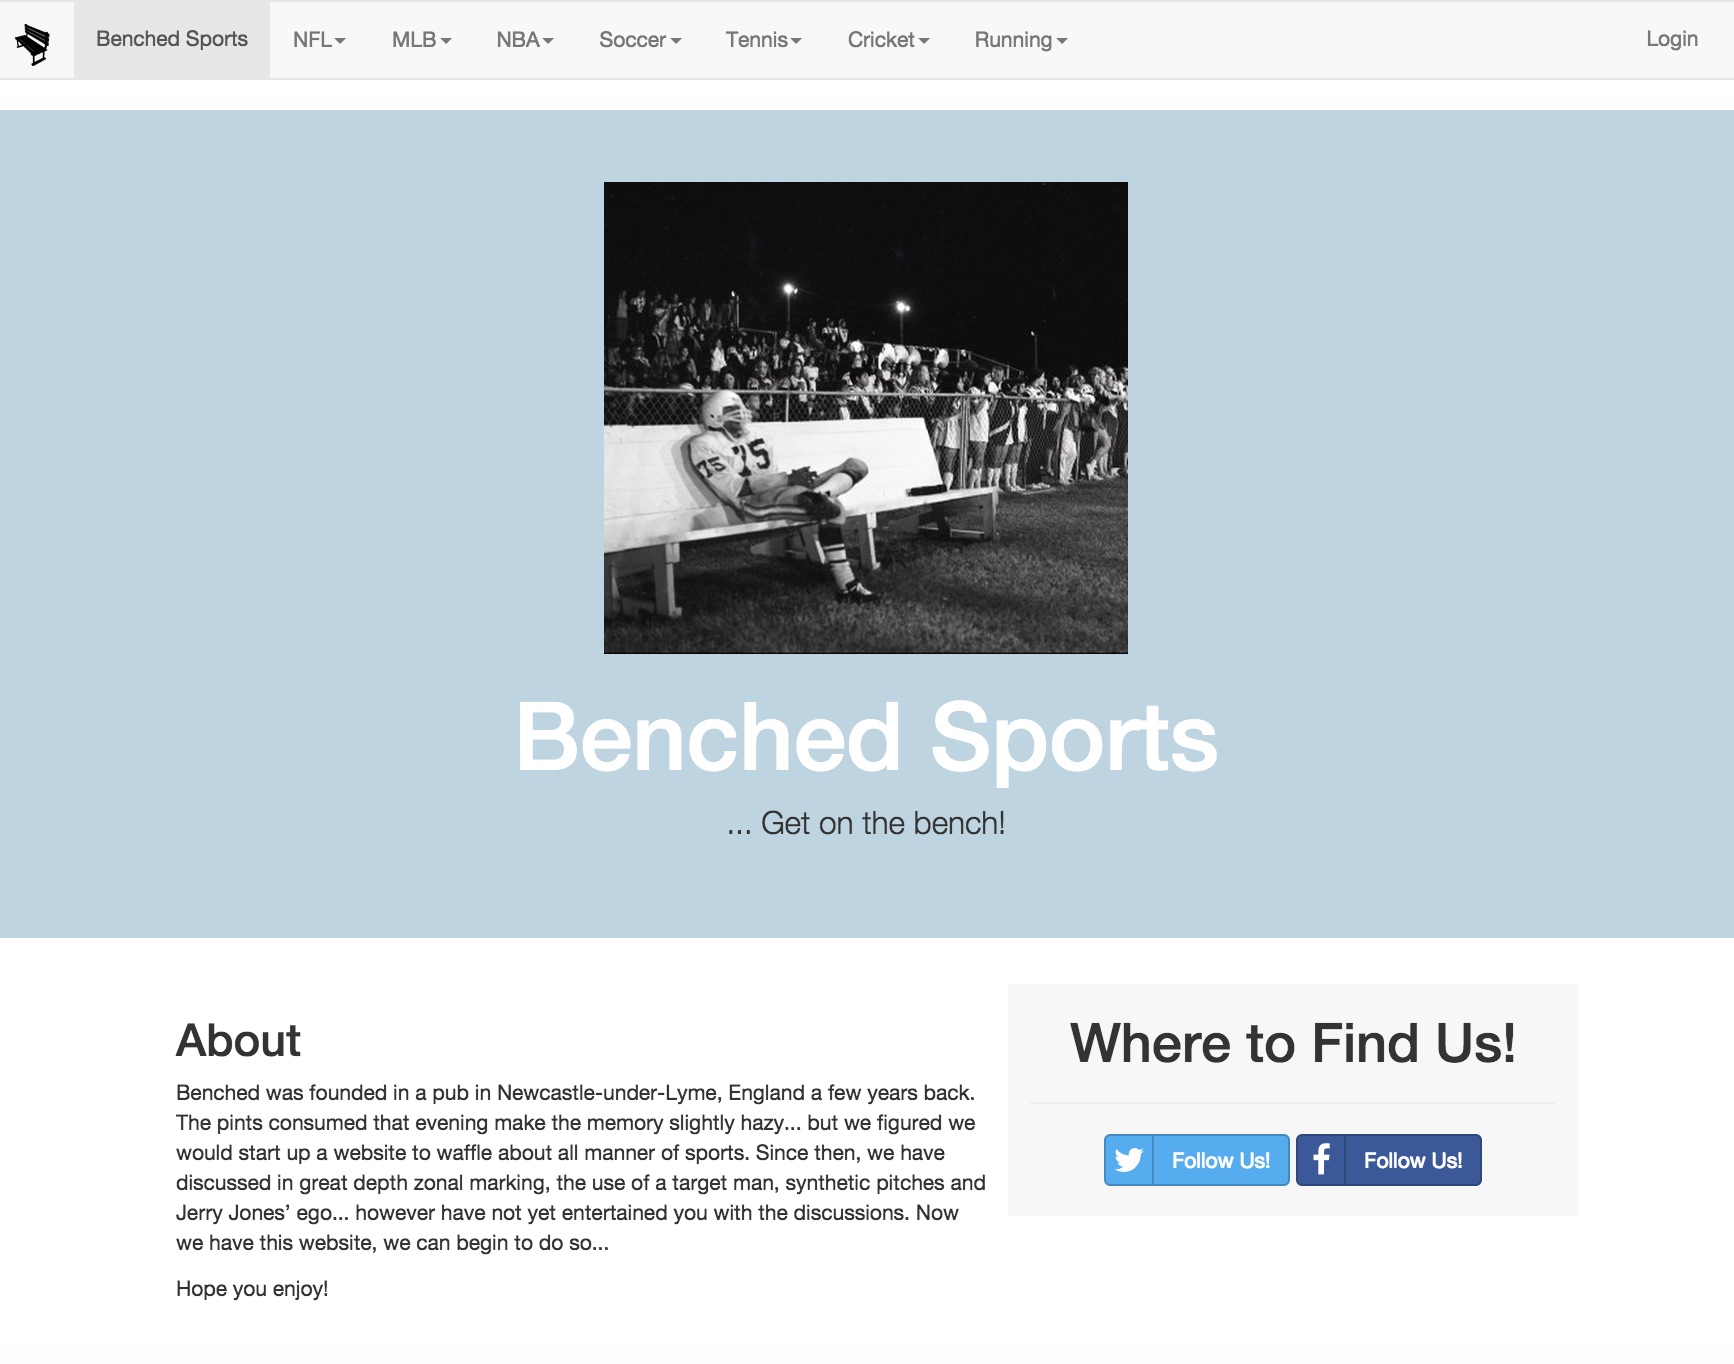 Benched Sports NFL MLB NBA Soccer Tennis Cricket Running Login
75 75
Benched Sports
... Get on the bench!
About
Benched was founded in a pub in Newcastle-under-Lyme, England a few years back.
The pints consumed that evening make the memory slightly hazy... but we figured we
would start up a website to waffle about all manner of sports. Since then, we have
discussed in great depth zonal marking, the use of a target man, synthetic pitches and
Jerry Jones’ ego... however have not yet entertained you with the discussions. Now
we have this website, we can begin to do so...
Hope you enjoy!
Where to Find Us!
Follow Us! Follow Us!